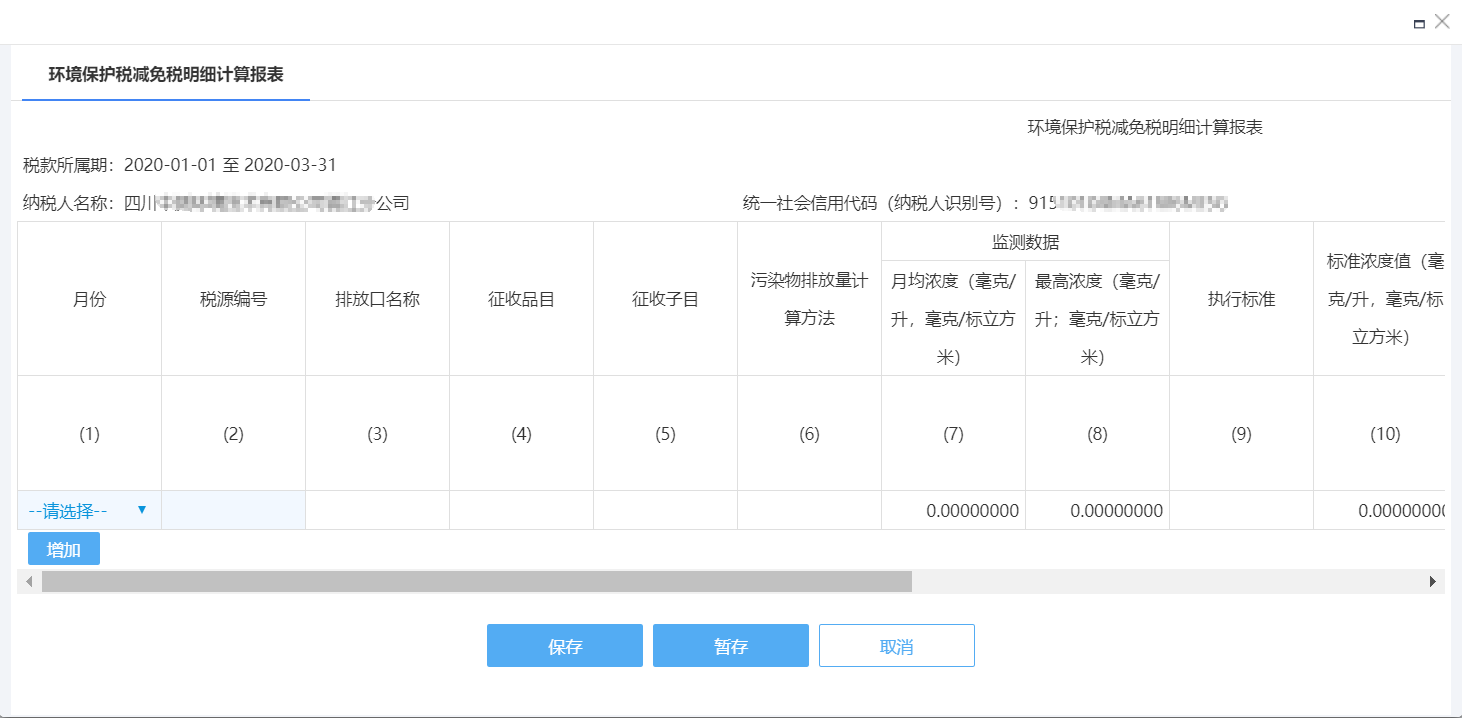 环境保护税减免税明细计算报表
环境保护税减免税明细计算报表
税款所属期：2020-01-01 至 2020-03-31
纳税人名称：四川 公司
统一社会信用代码（纳税人识别号）：915
月份
税源编号
排放口名称
征收品目
征收子目
污染物排放量计
算方法
监测数据
月均浓度（毫克/
升，毫克/标立方
米）
最高浓度（毫克/
升；毫克/标立方
米）
执行标准
标准浓度值（毫
克/升，毫克/标
立方米）
(1)
(2)
(3)
(4)
(5)
(6)
(7)
(8)
(9)
(10)
--请选择--
0.00000000
0.00000000
0.00000000
增加
保存
暂存
取消